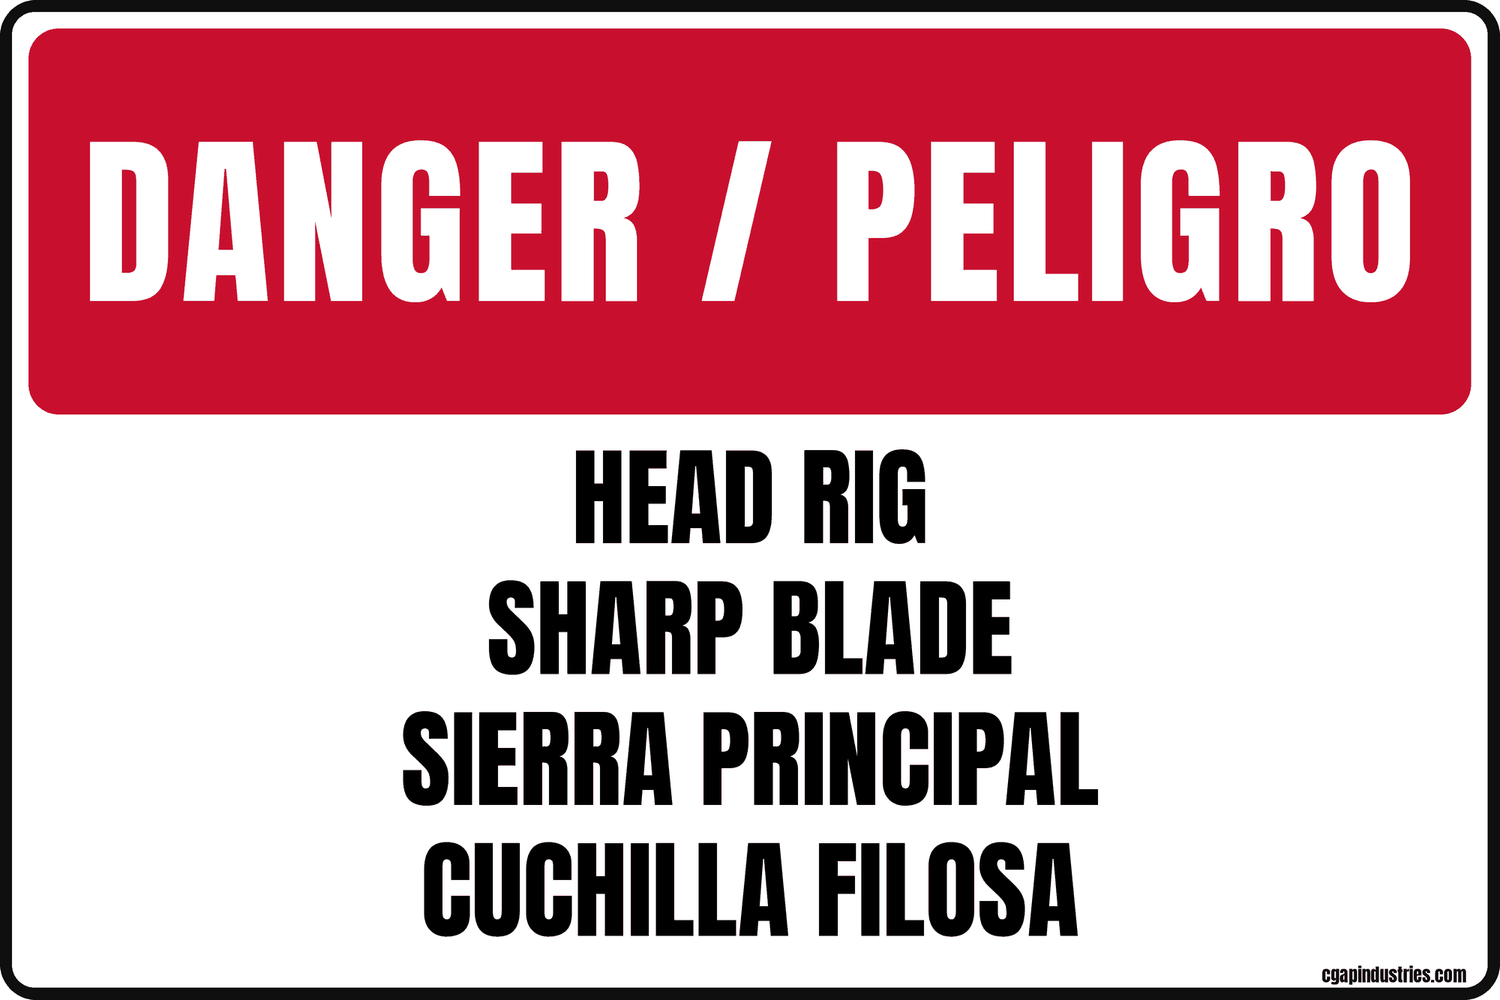 DANGER / PELIGRO
HEAD RIG
SHARP BLADE
SIERRA PRINCIPAL
CUCHILLA FILOSA
cgapindustries.com